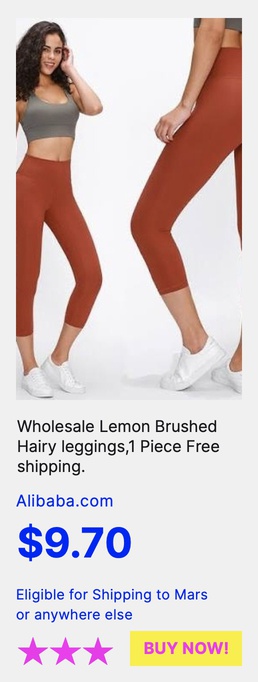 Wholesale Lemon Brushed
Hairy leggings,1 Piece Free
shipping.
Alibaba.com
$9.70
Eligible for Shipping to Mars
or anywhere else
BUY NOW!